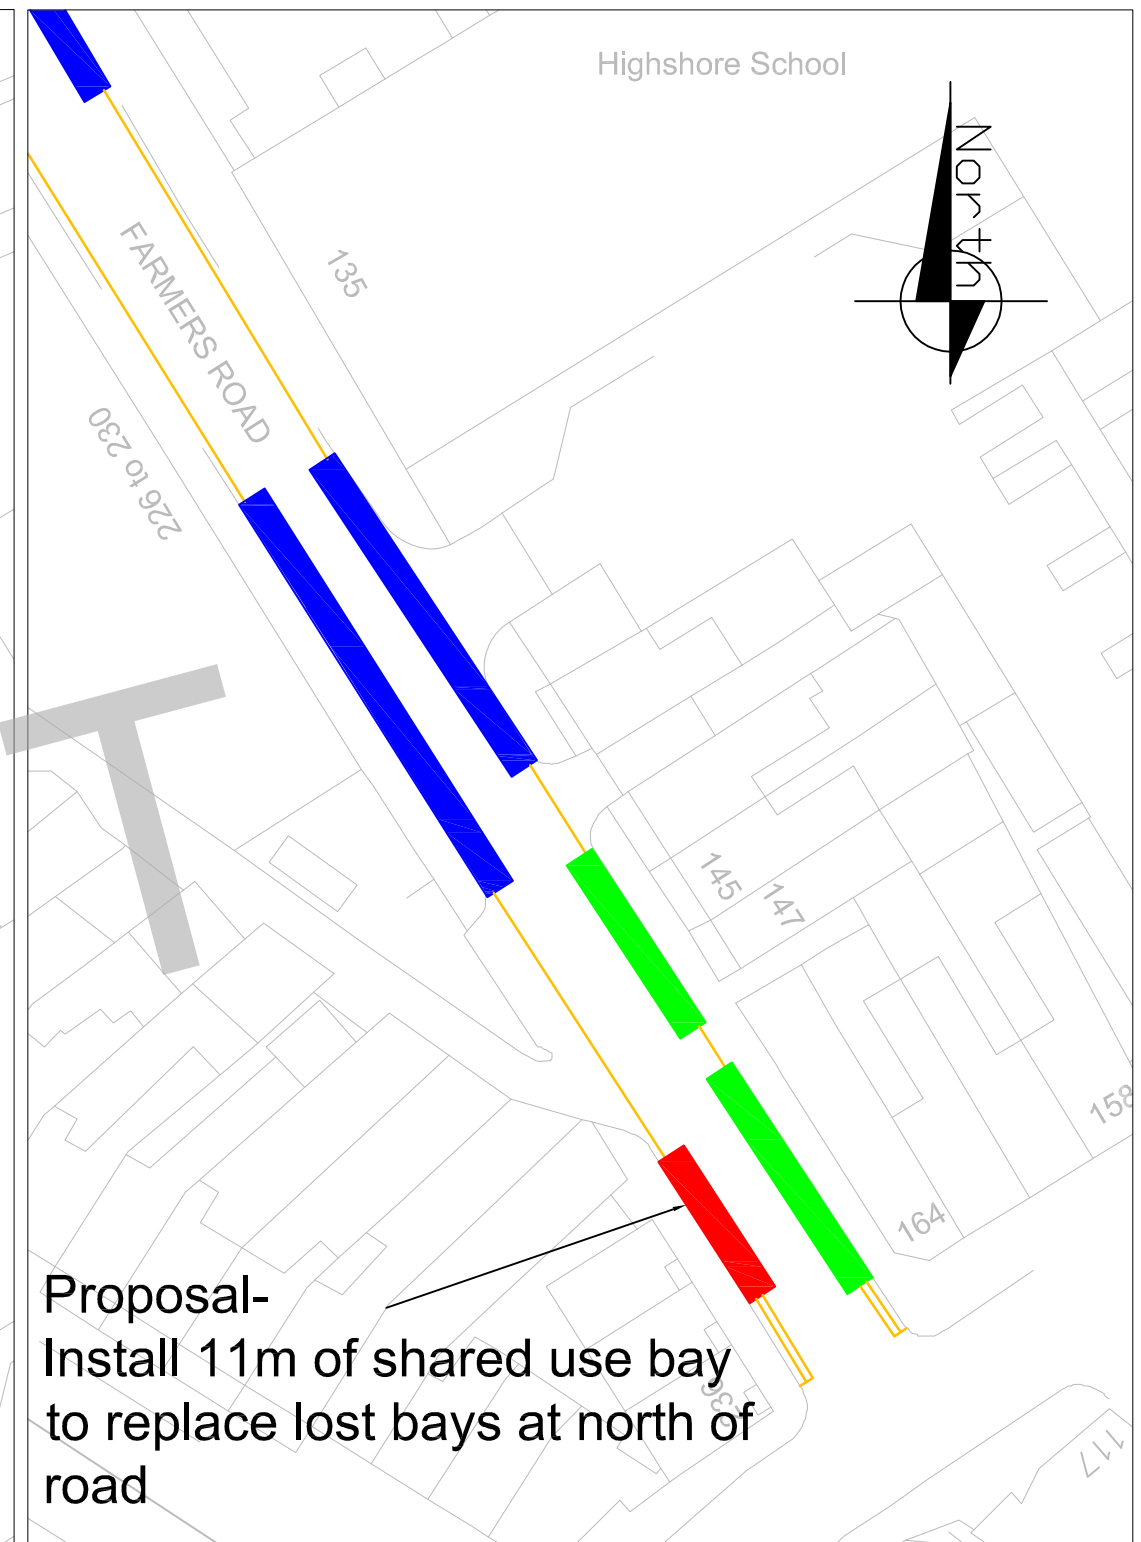 Highshore School
North
FARMERS ROAD
135
226 to 230
145
147
158
164
Proposal-
Install 11m of shared use bay
to replace lost bays at north of
road
117